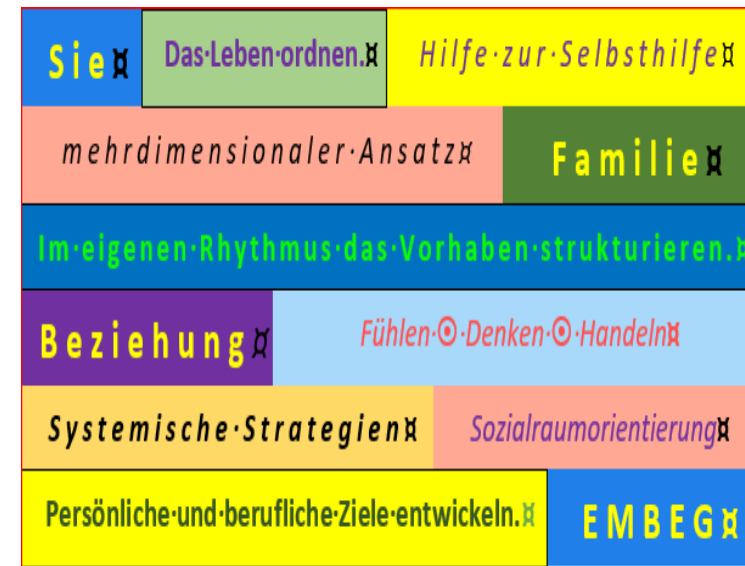 Sie¤ Das·Leben·ordnen.¤ Hilfe·zur·Selbsthilfe¤
mehrdimensionaler·Ansatz¤ Familie¤
Im·eigenen·Rhythmus·das·Vorhaben·strukturieren.¤
Beziehung¤ Fühlen·⊙·Denken·⊙·Handeln¤
Systemische·Strategien¤ Sozialraumorientierung¤
Persönliche·und·berufliche·Ziele·entwickeln.¤ EMBEG¤